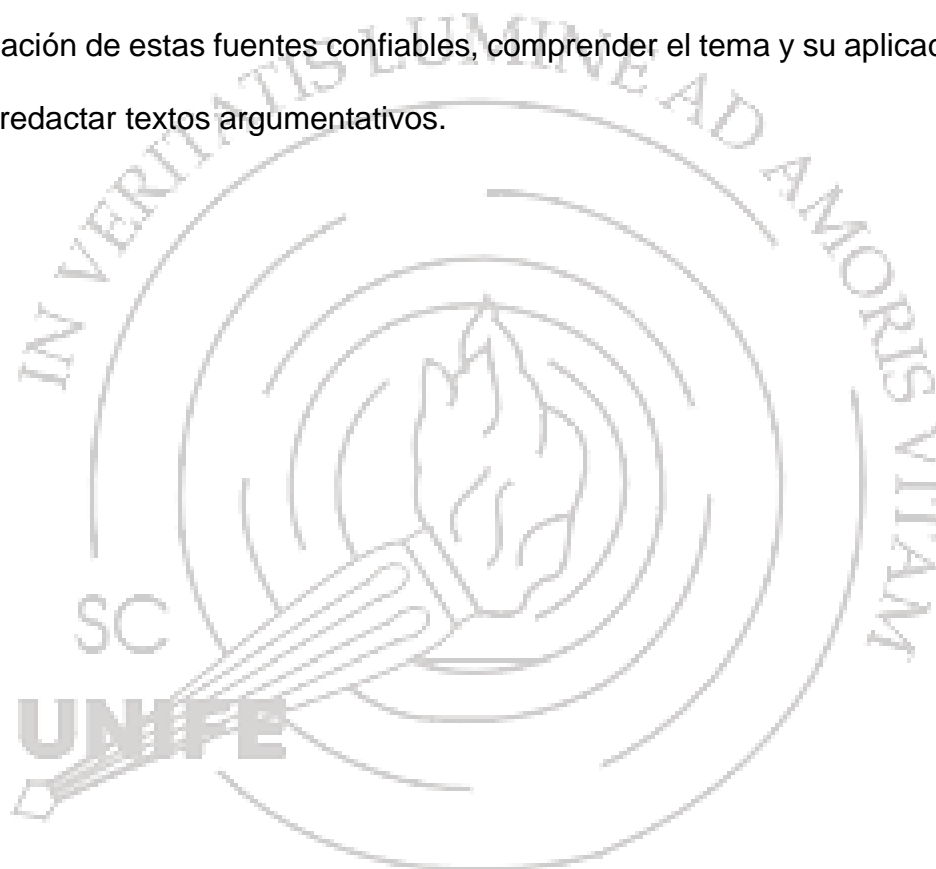 ación de estas fuentes confiables, comprender el tema y su aplicac
redactar textos argumentativos.
IN VERITATIS LUMINE AD AMORIS VITAM
SC
UNIFE